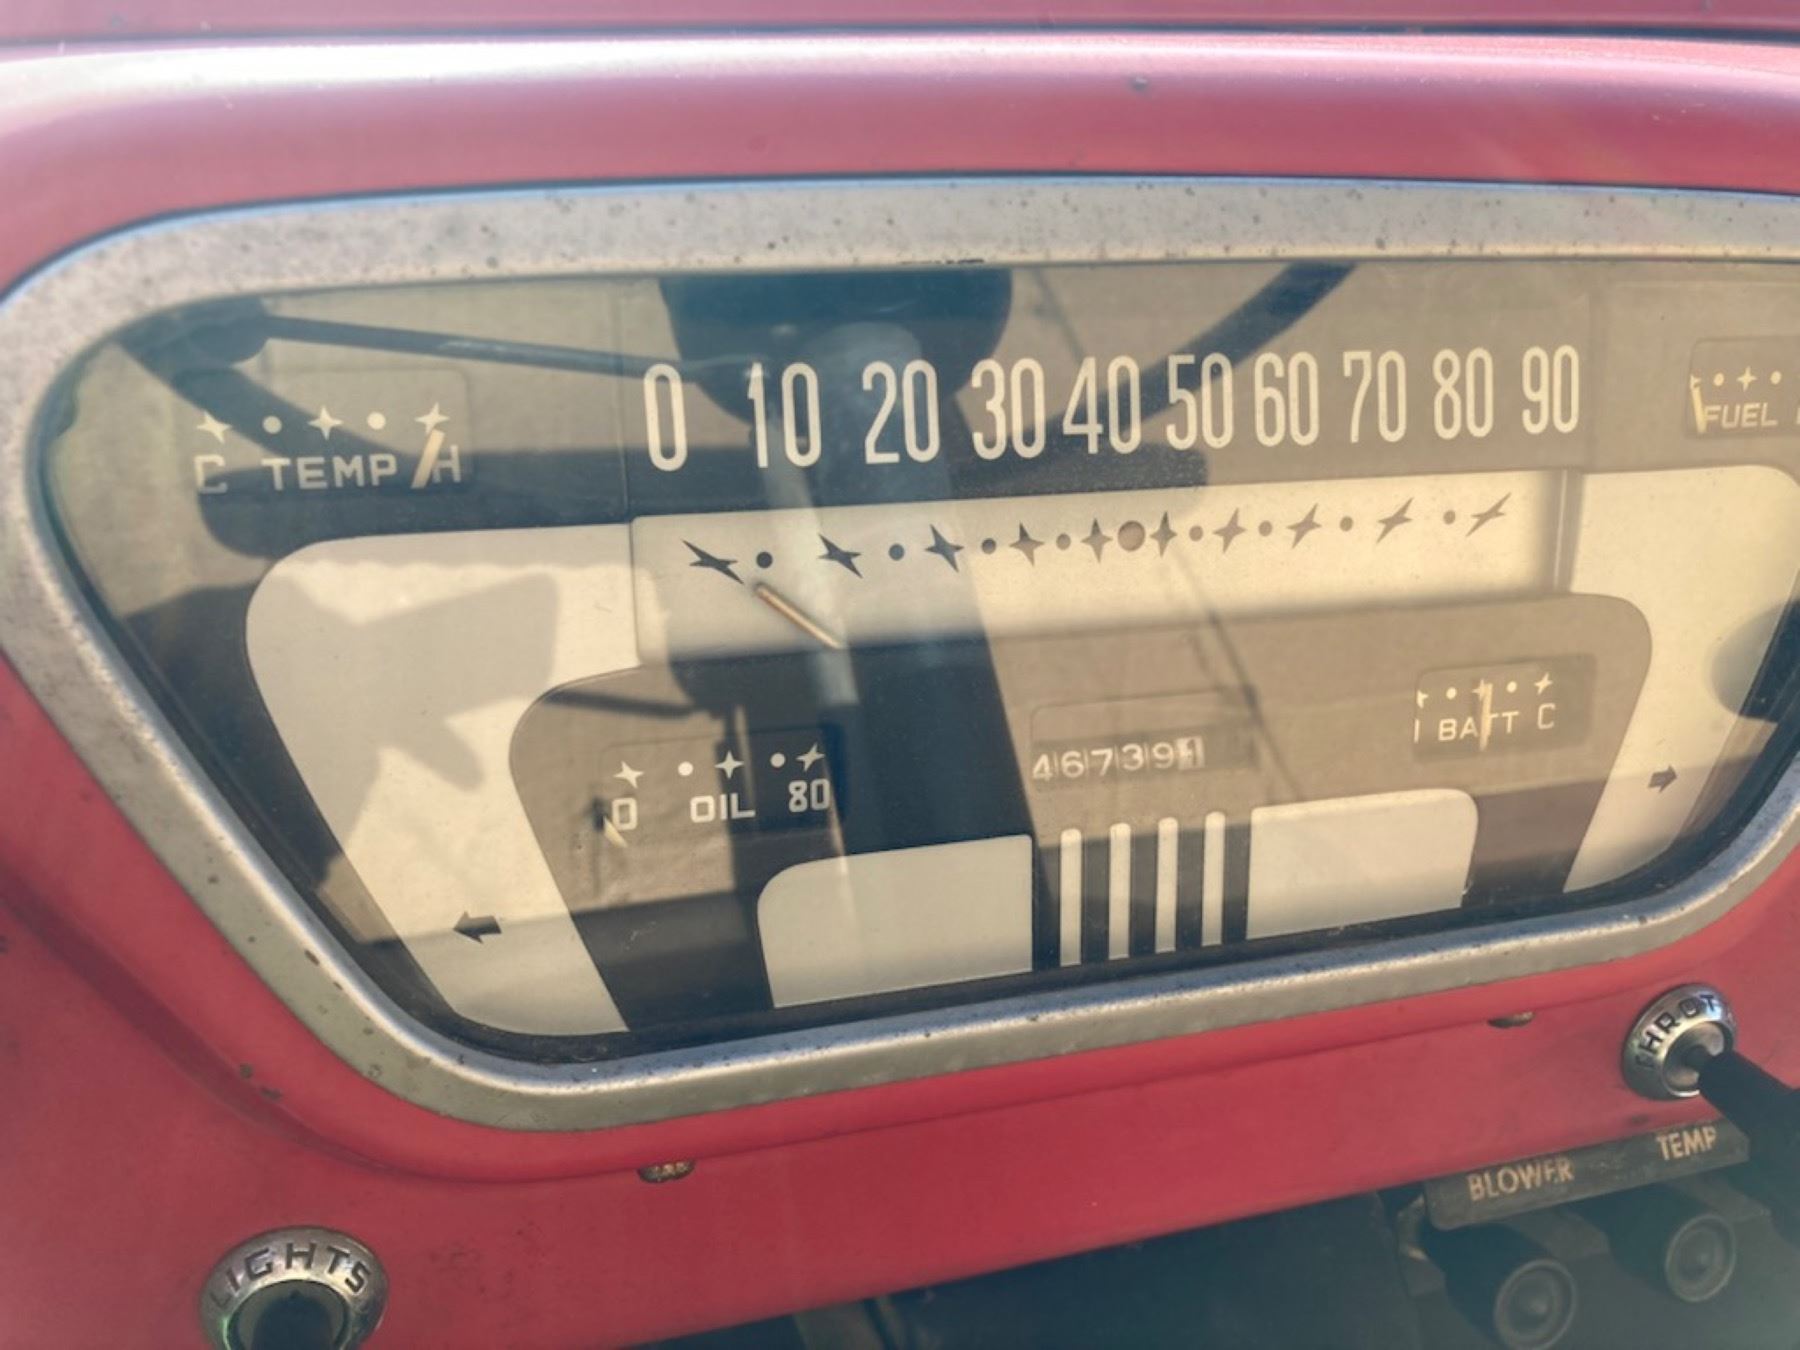 0 10 20 30 40 50 60 70 80 90
C TEMP H
FUEL
BATT C
46739
0 OIL 80
THROT
TEMP
BLOWER
LIGHTS